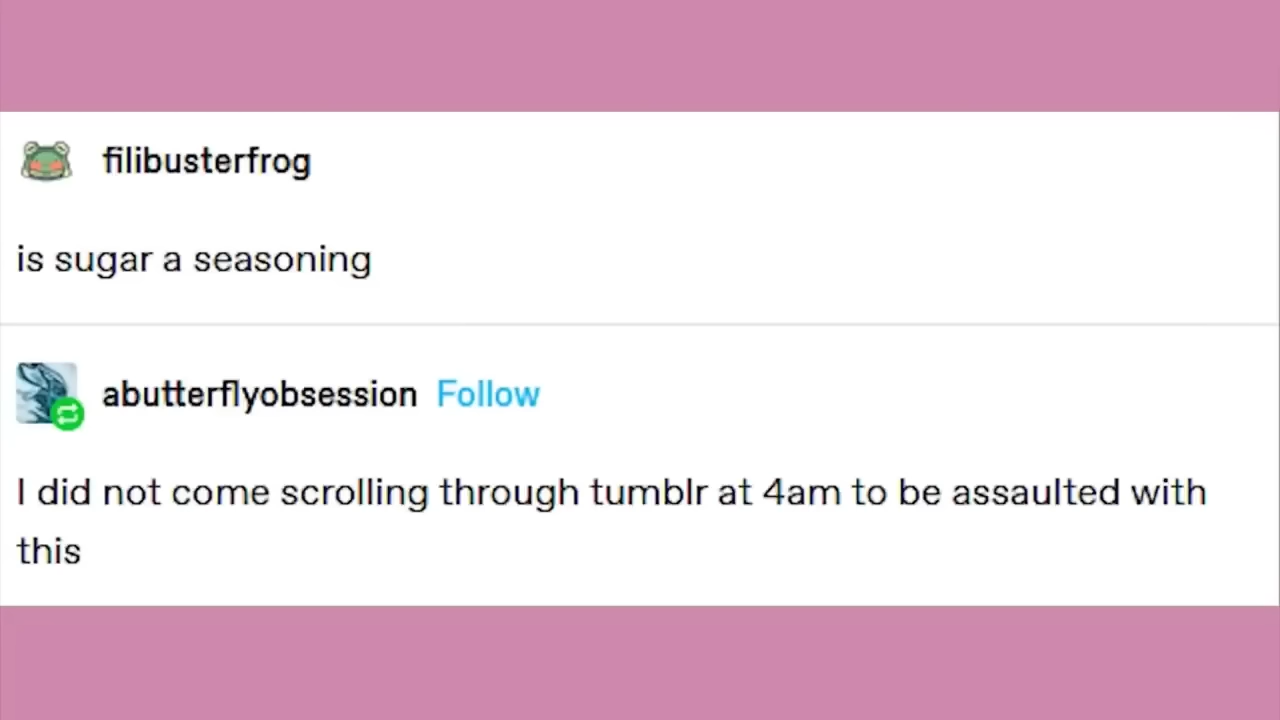 filibusterfrog
is sugar a seasoning
abutterflyobsession Follow
I did not come scrolling through tumblr at 4am to be assaulted with
this